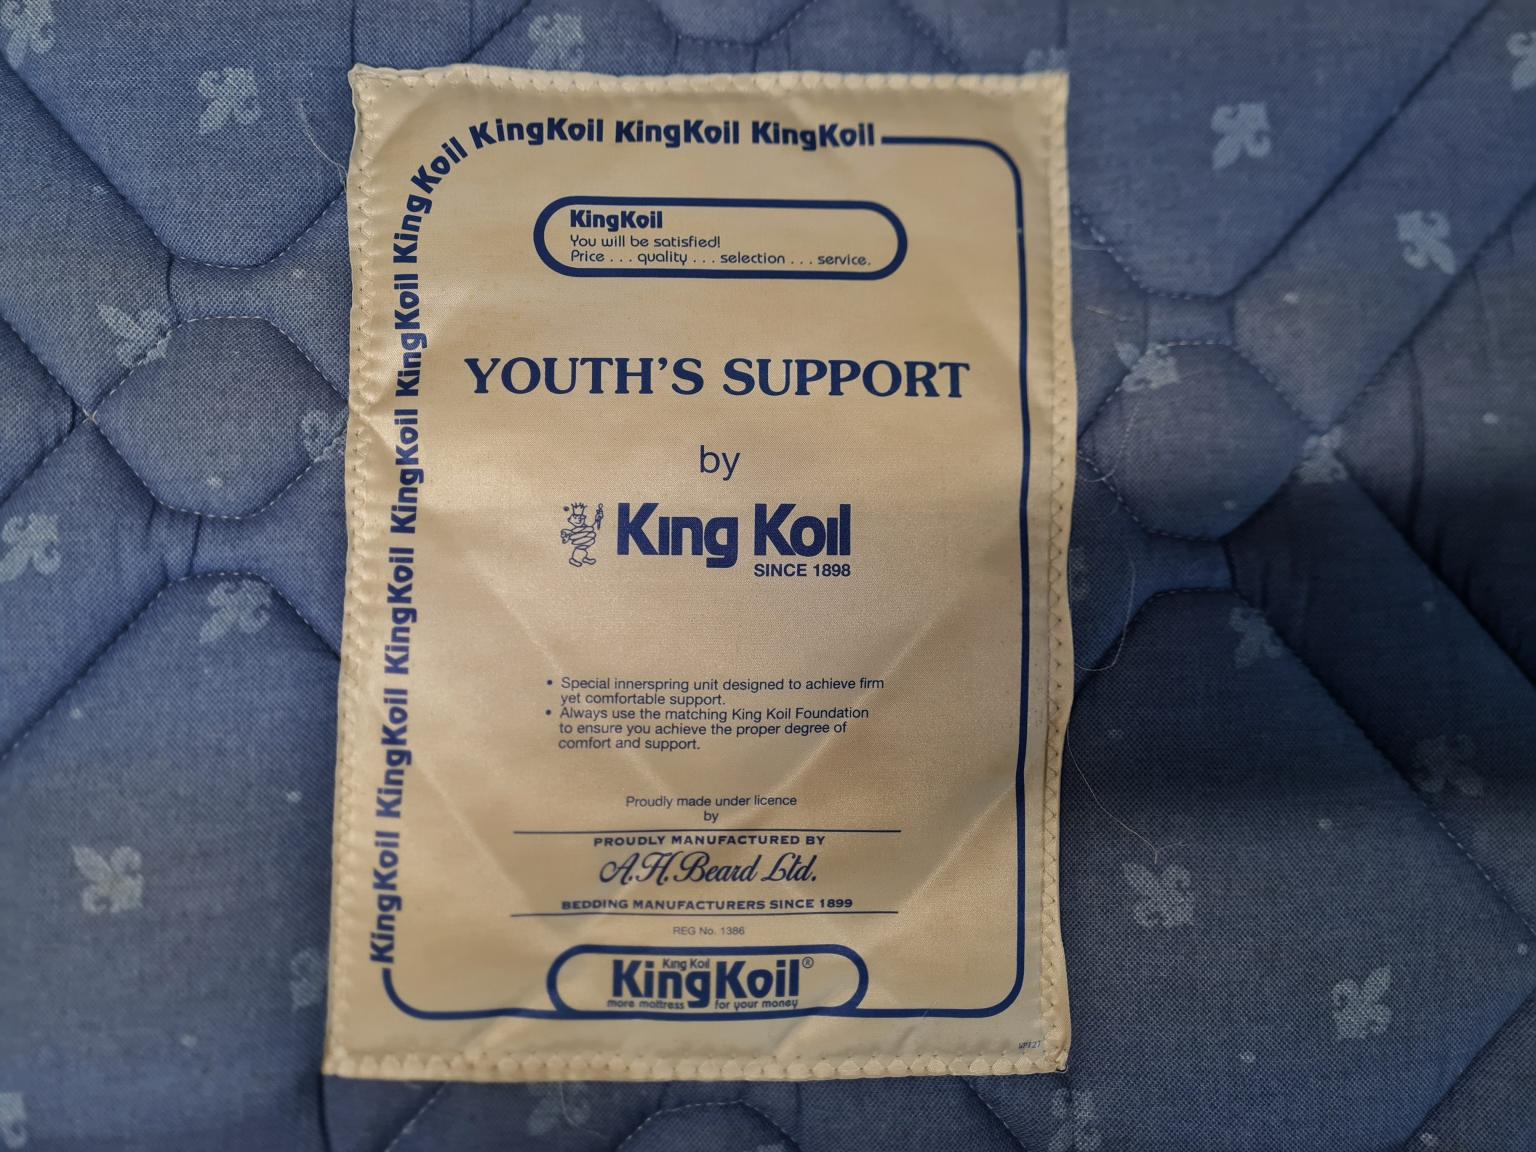 KingKoil KingKoil KingKoil KingKoil KingKoil KingKoil KingKoil KingKoil KingKoil KingKoil KingKoil KingKoil
KingKoil
You will be satisfied!
Price . . . quality . . . selection . . . service.
YOUTH'S SUPPORT
by
King Koil
SINCE 1898
• Special innerspring unit designed to achieve firm
yet comfortable support.
• Always use the matching King Koil Foundation
to ensure you achieve the proper degree of
comfort and support.
Proudly made under licence
by
PROUDLY MANUFACTURED BY
A.H. Beard Ltd.
BEDDING MANUFACTURERS SINCE 1899
REG No. 1386
King Koil
KingKoil®
more mattress for your money